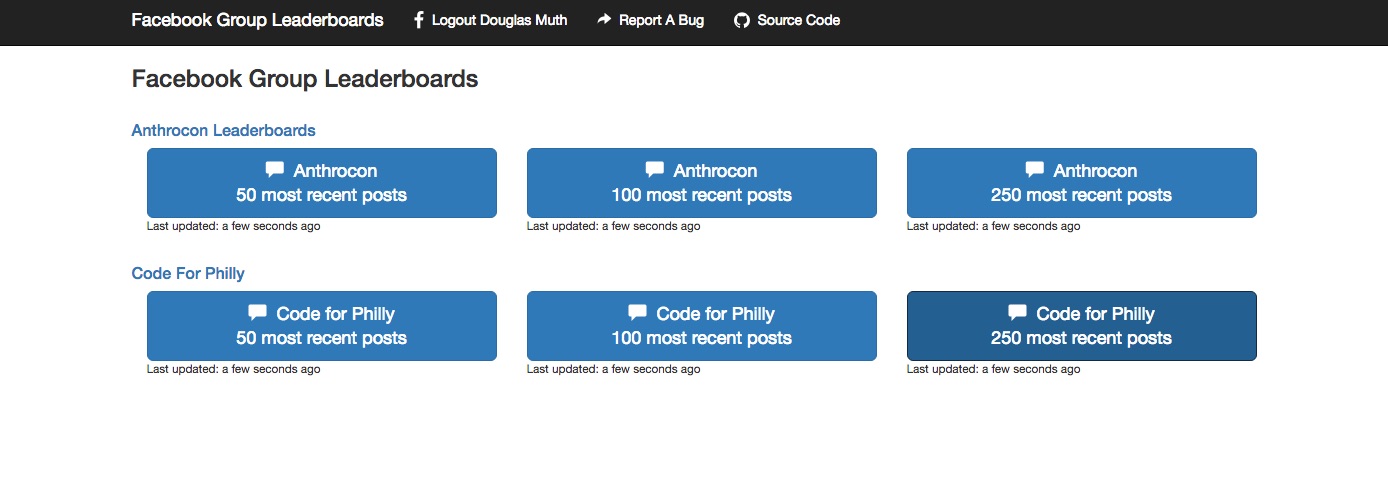 Facebook Group Leaderboards Logout Douglas Muth Report A Bug Source Code
Facebook Group Leaderboards
Anthrocon Leaderboards
Anthrocon
50 most recent posts
Last updated: a few seconds ago
Anthrocon
100 most recent posts
Last updated: a few seconds ago
Anthrocon
250 most recent posts
Last updated: a few seconds ago
Code For Philly
Code for Philly
50 most recent posts
Last updated: a few seconds ago
Code for Philly
100 most recent posts
Last updated: a few seconds ago
Code for Philly
250 most recent posts
Last updated: a few seconds ago